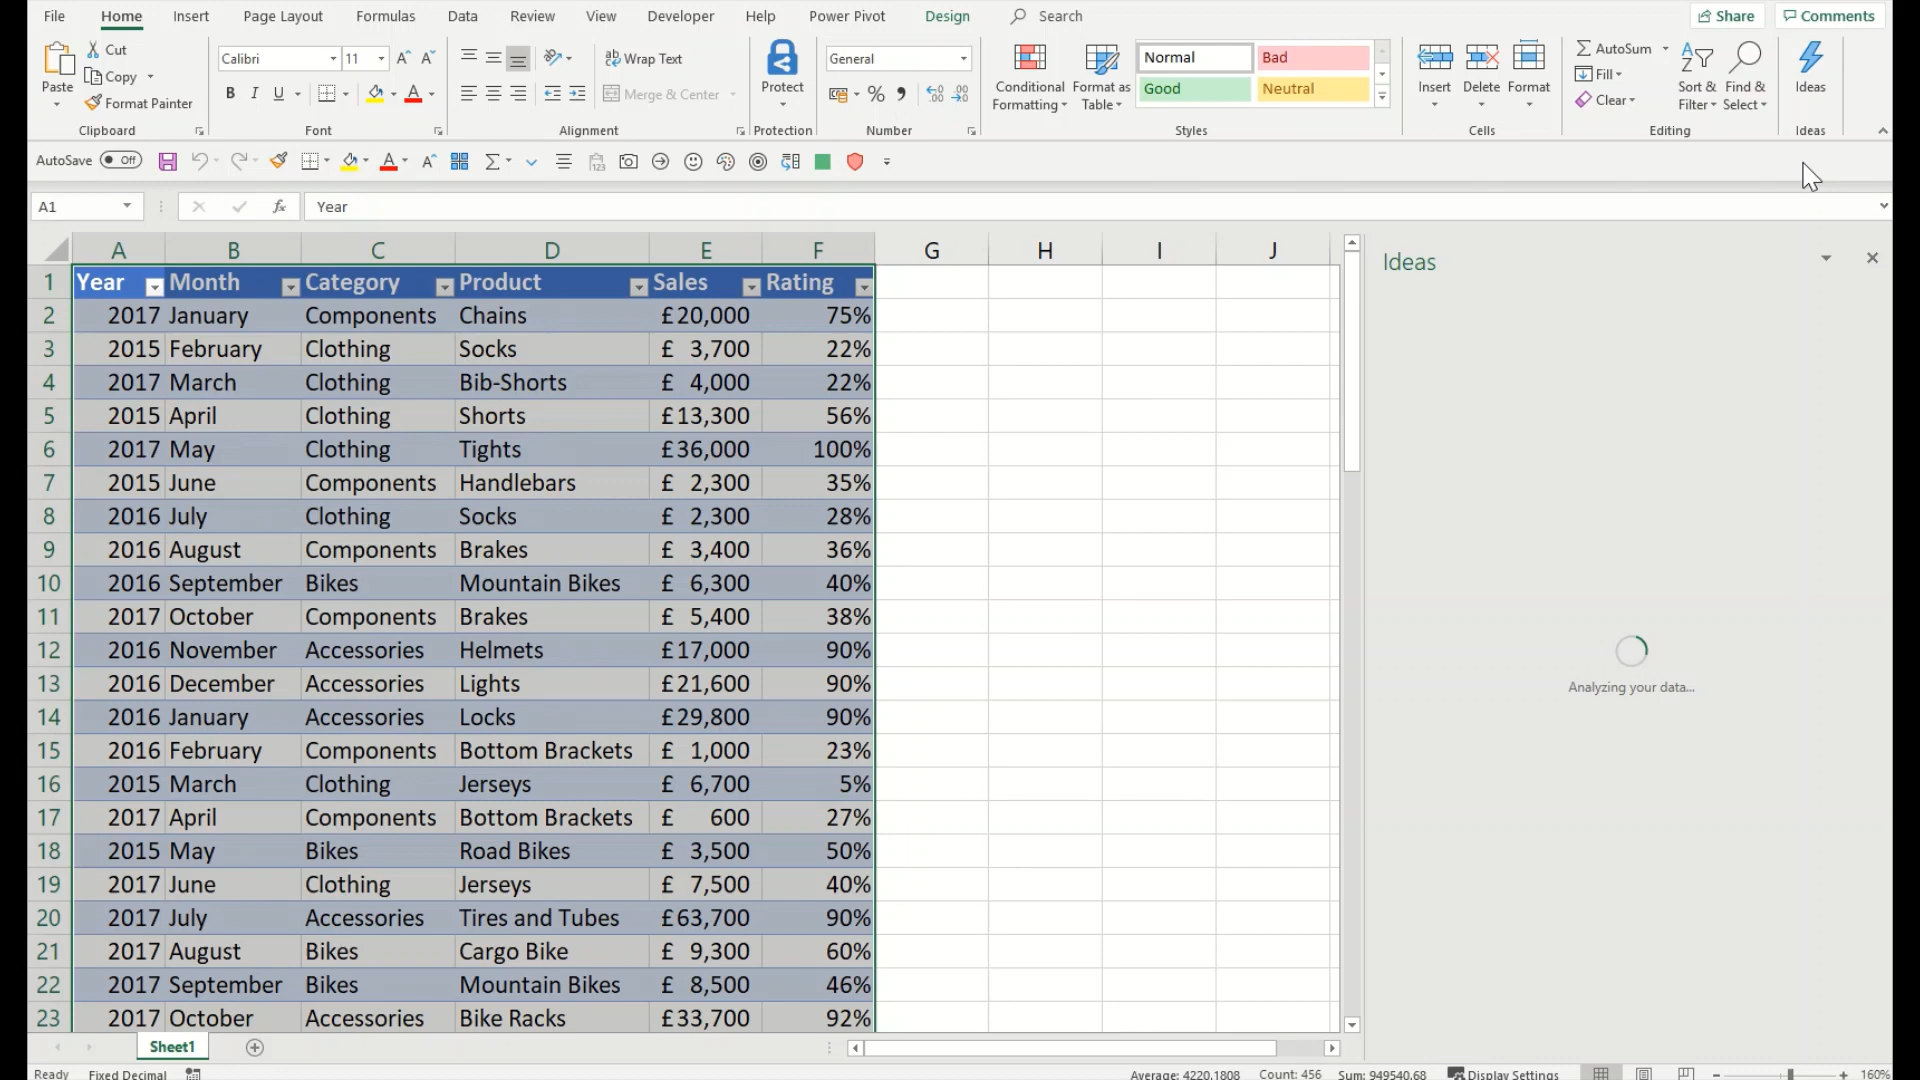 File Home Insert Page Layout Formulas Data Review View Developer Help Power Pivot Design Search Share Comments
Paste Cut Copy Format Painter
Calibri 11
B I U
Wrap Text
Merge & Center
Protect
General
Conditional Formatting
Format as Table
Normal Bad
Good Neutral
Insert Delete Format
AutoSum
Fill
Clear
Sort & Filter
Find & Select
Ideas
Clipboard Font Alignment Protection Number Styles Cells Editing Ideas
AutoSave Off
A1 fx Year
A B C D E F G H I J
1 Year Month Category Product Sales Rating
2 2017 January Components Chains £20,000 75%
3 2015 February Clothing Socks £ 3,700 22%
4 2017 March Clothing Bib-Shorts £ 4,000 22%
5 2015 April Clothing Shorts £13,300 56%
6 2017 May Clothing Tights £36,000 100%
7 2015 June Components Handlebars £ 2,300 35%
8 2016 July Clothing Socks £ 2,300 28%
9 2016 August Components Brakes £ 3,400 36%
10 2016 September Bikes Mountain Bikes £ 6,300 40%
11 2017 October Components Brakes £ 5,400 38%
12 2016 November Accessories Helmets £17,000 90%
13 2016 December Accessories Lights £21,600 90%
14 2016 January Accessories Locks £29,800 90%
15 2016 February Components Bottom Brackets £ 1,000 23%
16 2015 March Clothing Jerseys £ 6,700 5%
17 2017 April Components Bottom Brackets £ 600 27%
18 2015 May Bikes Road Bikes £ 3,500 50%
19 2017 June Clothing Jerseys £ 7,500 40%
20 2017 July Accessories Tires and Tubes £63,700 90%
21 2017 August Bikes Cargo Bike £ 9,300 60%
22 2017 September Bikes Mountain Bikes £ 8,500 46%
23 2017 October Accessories Bike Racks £33,700 92%
Ideas
Analyzing your data...
Sheet1
Ready Fixed Decimal Average: 4220.1808 Count: 456 Sum: 949540.68 Display Settings 160%